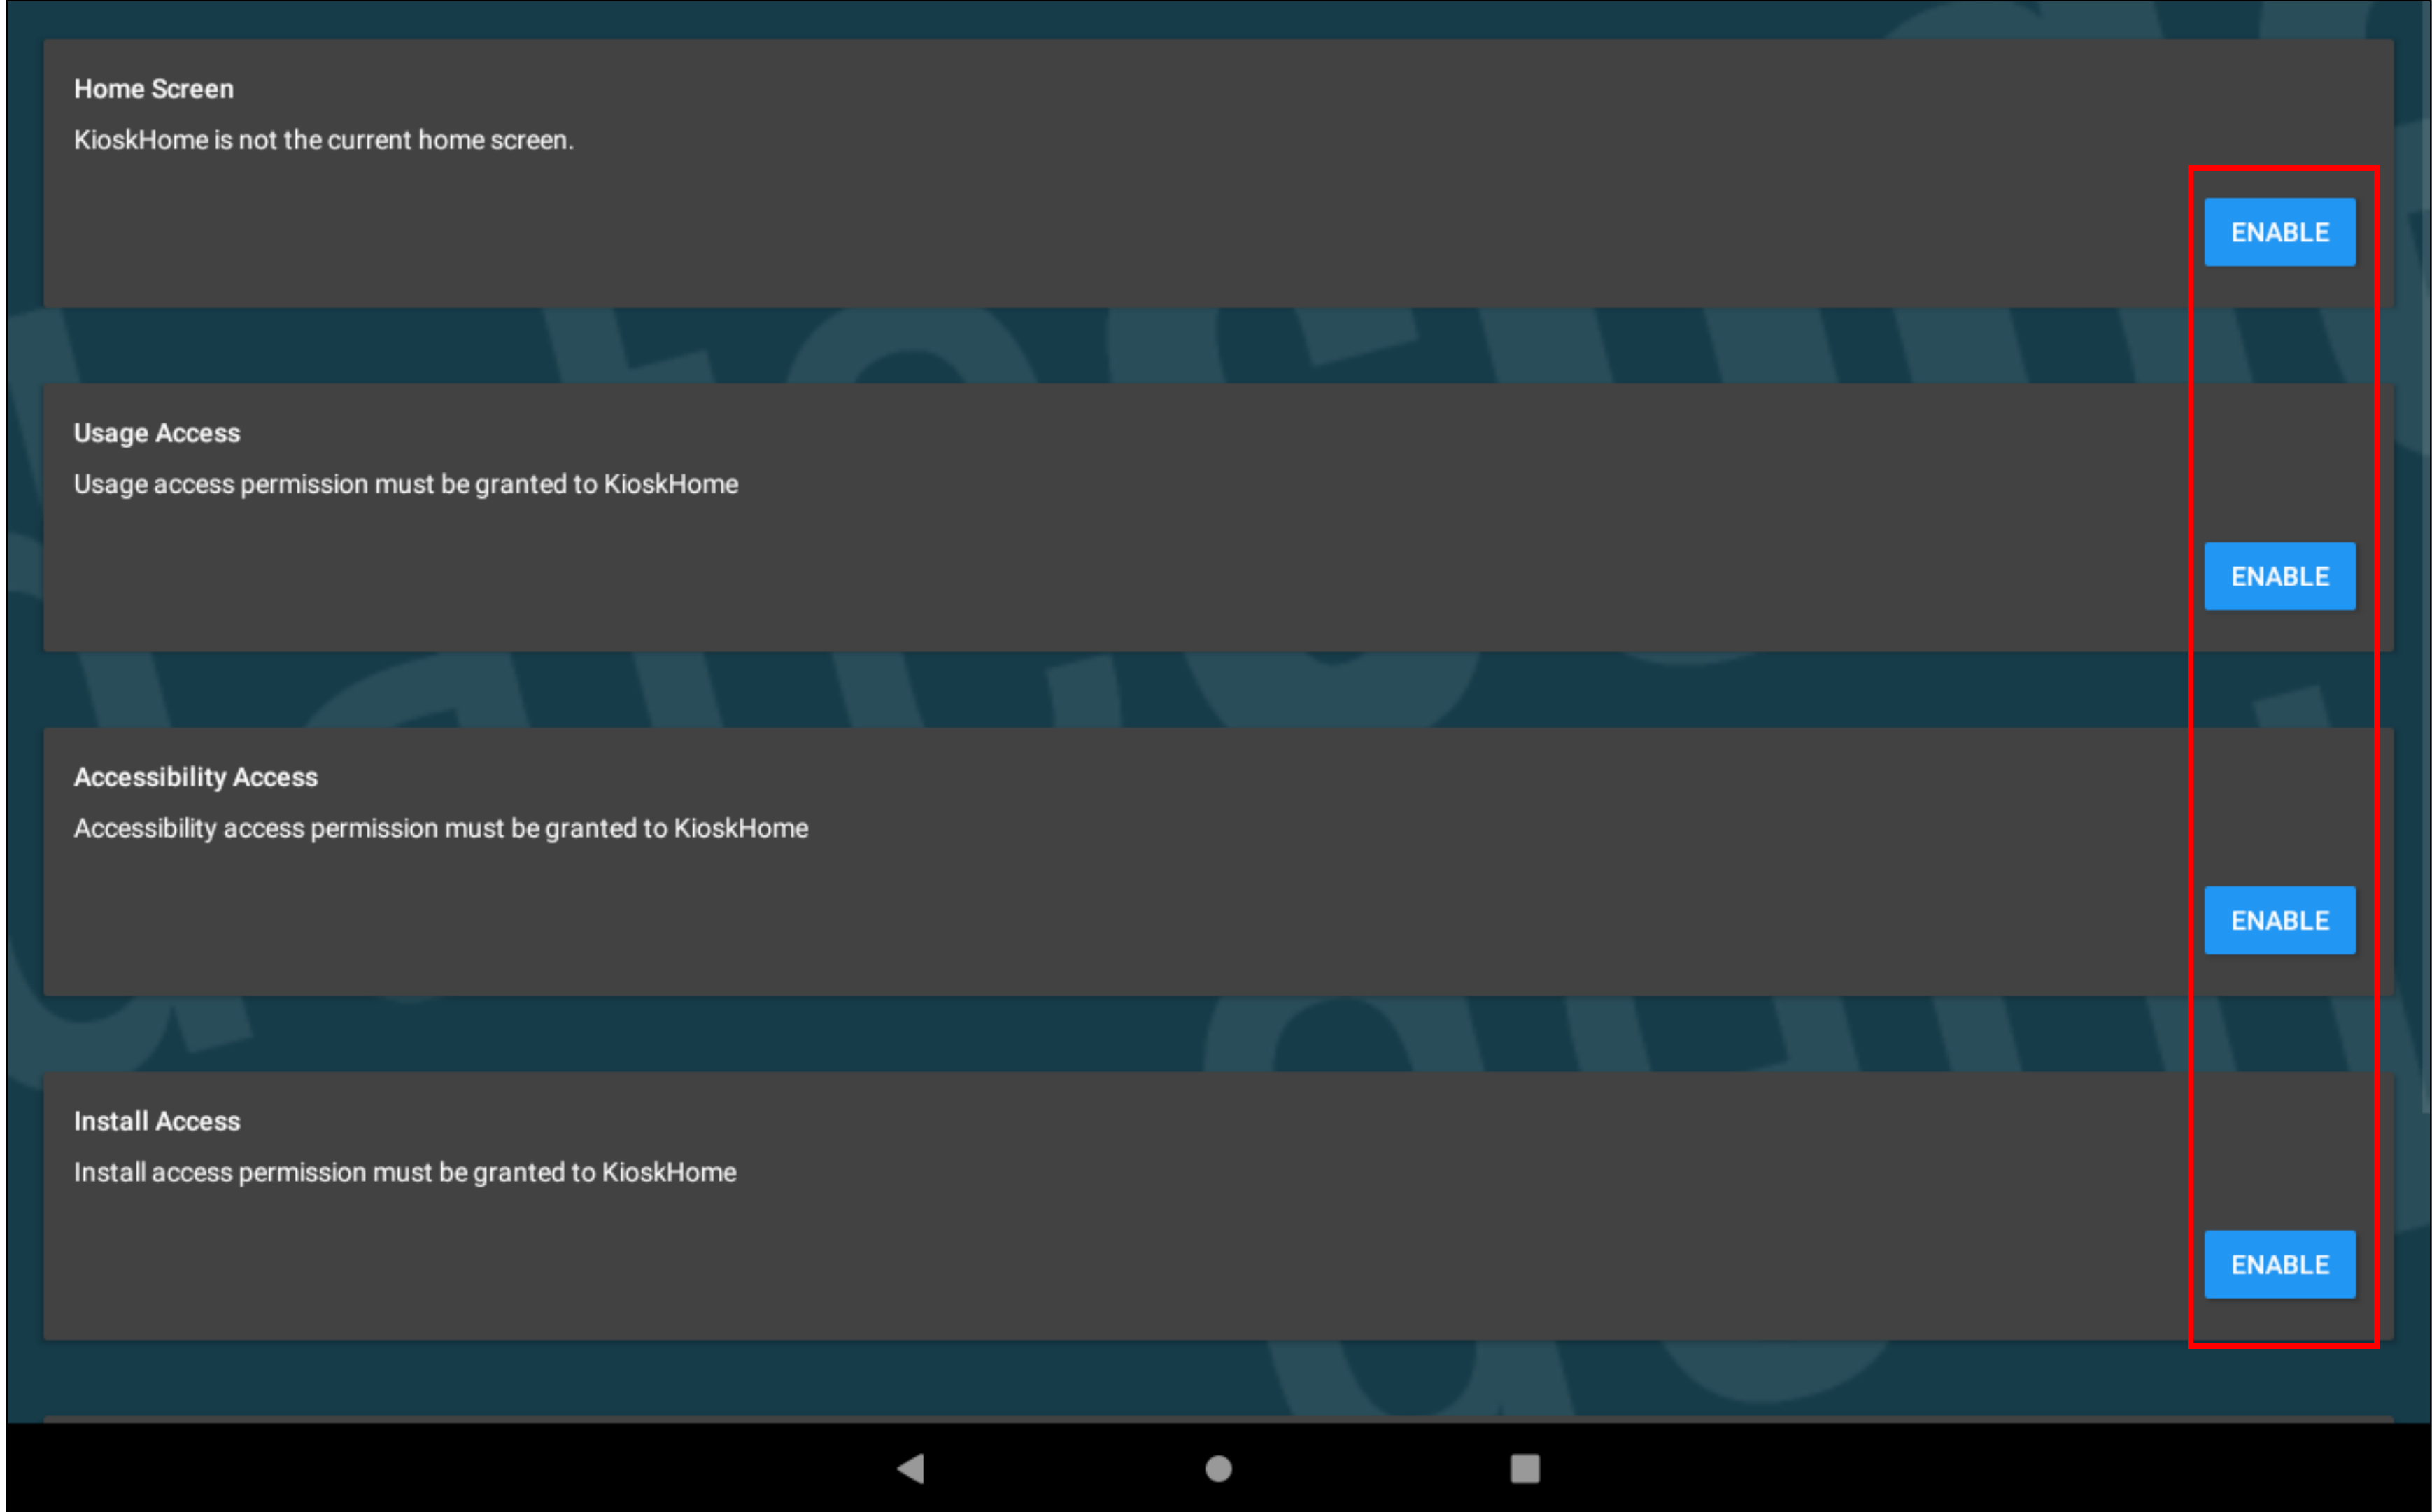 Home Screen
KioskHome is not the current home screen.
ENABLE
Usage Access
Usage access permission must be granted to KioskHome
ENABLE
Accessibility Access
Accessibility access permission must be granted to KioskHome
ENABLE
Install Access
Install access permission must be granted to KioskHome
ENABLE